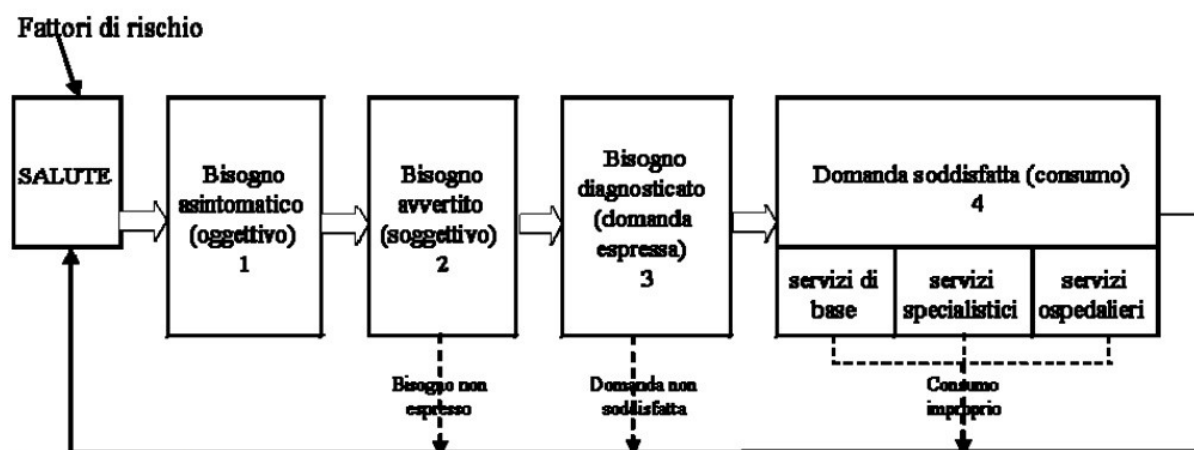 Fattori di rischio
SALUTE
Bisogno
asintomatico
(oggettivo)
1
Bisogno
avvertito
(soggettivo)
2
Bisogno
diagnosticato
(domanda
espressa)
3
Domanda soddisfatta (consumo)
4
servizi di
base
servizi
specialistici
servizi
ospedalieri
Bisogno non
espresso
Domanda non
soddisfatta
Consumo
improprio